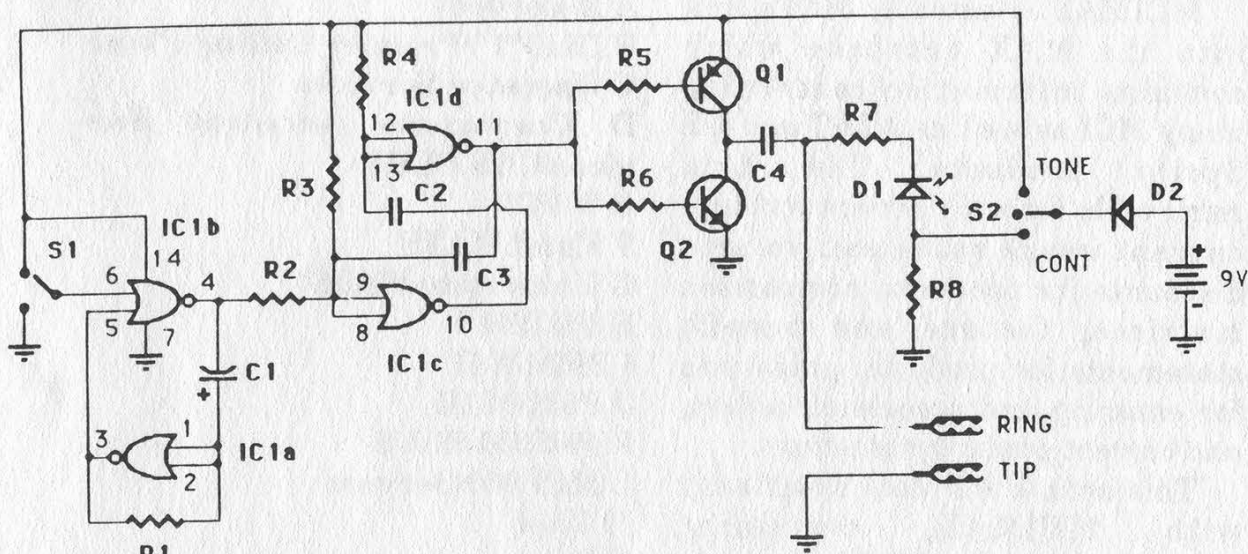 R4
R5
Q1
IC1d
12
11
13
R7
R3
C2
R6
C4
TONE
D1
S2
D2
IC1b
Q2
S1
14
C3
CONT
6
4
R2
9
9V
5
7
8
10
R8
IC1c
C1
+
+
-
3
1
IC1a
2
RING
TIP
R1